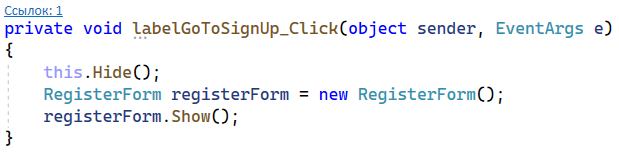 Ссылок: 1
private void labelGoToSignUp_Click(object sender, EventArgs e)
{
    this.Hide();
    RegisterForm registerForm = new RegisterForm();
    registerForm.Show();
}